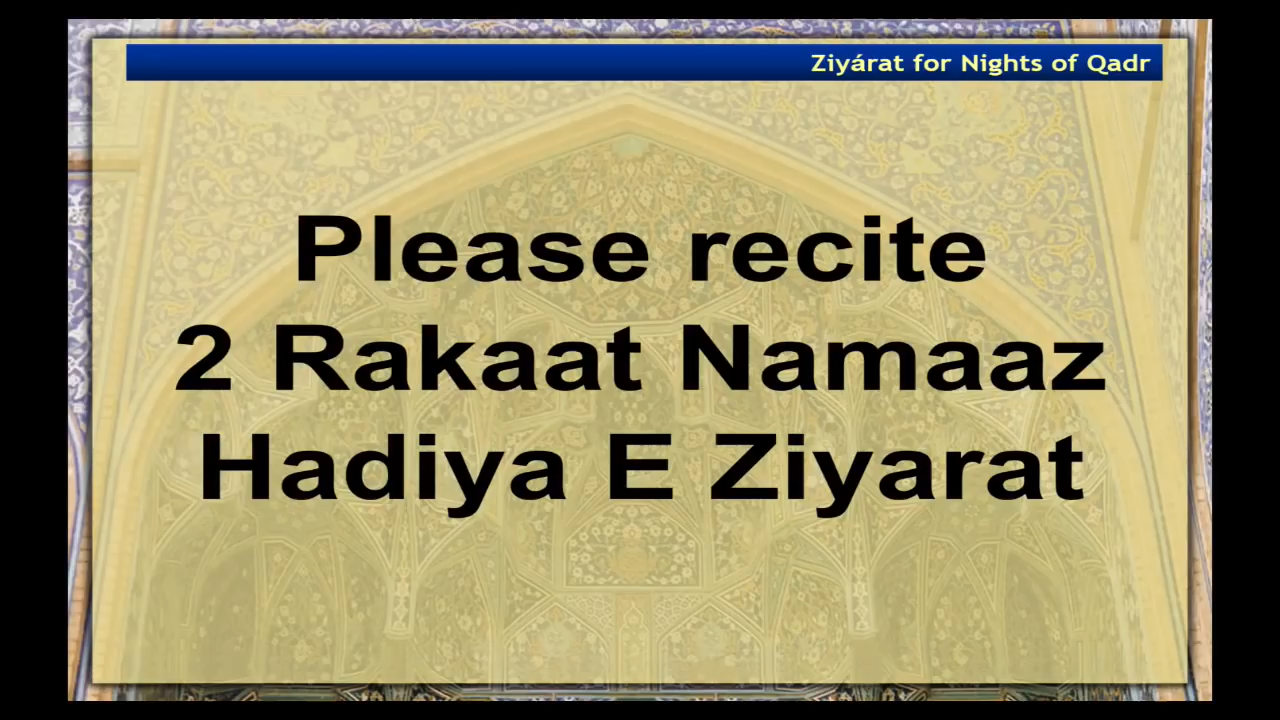 Ziyárat for Nights of Qadr
Please recite
2 Rakaat Namaaz
Hadiya E Ziyarat